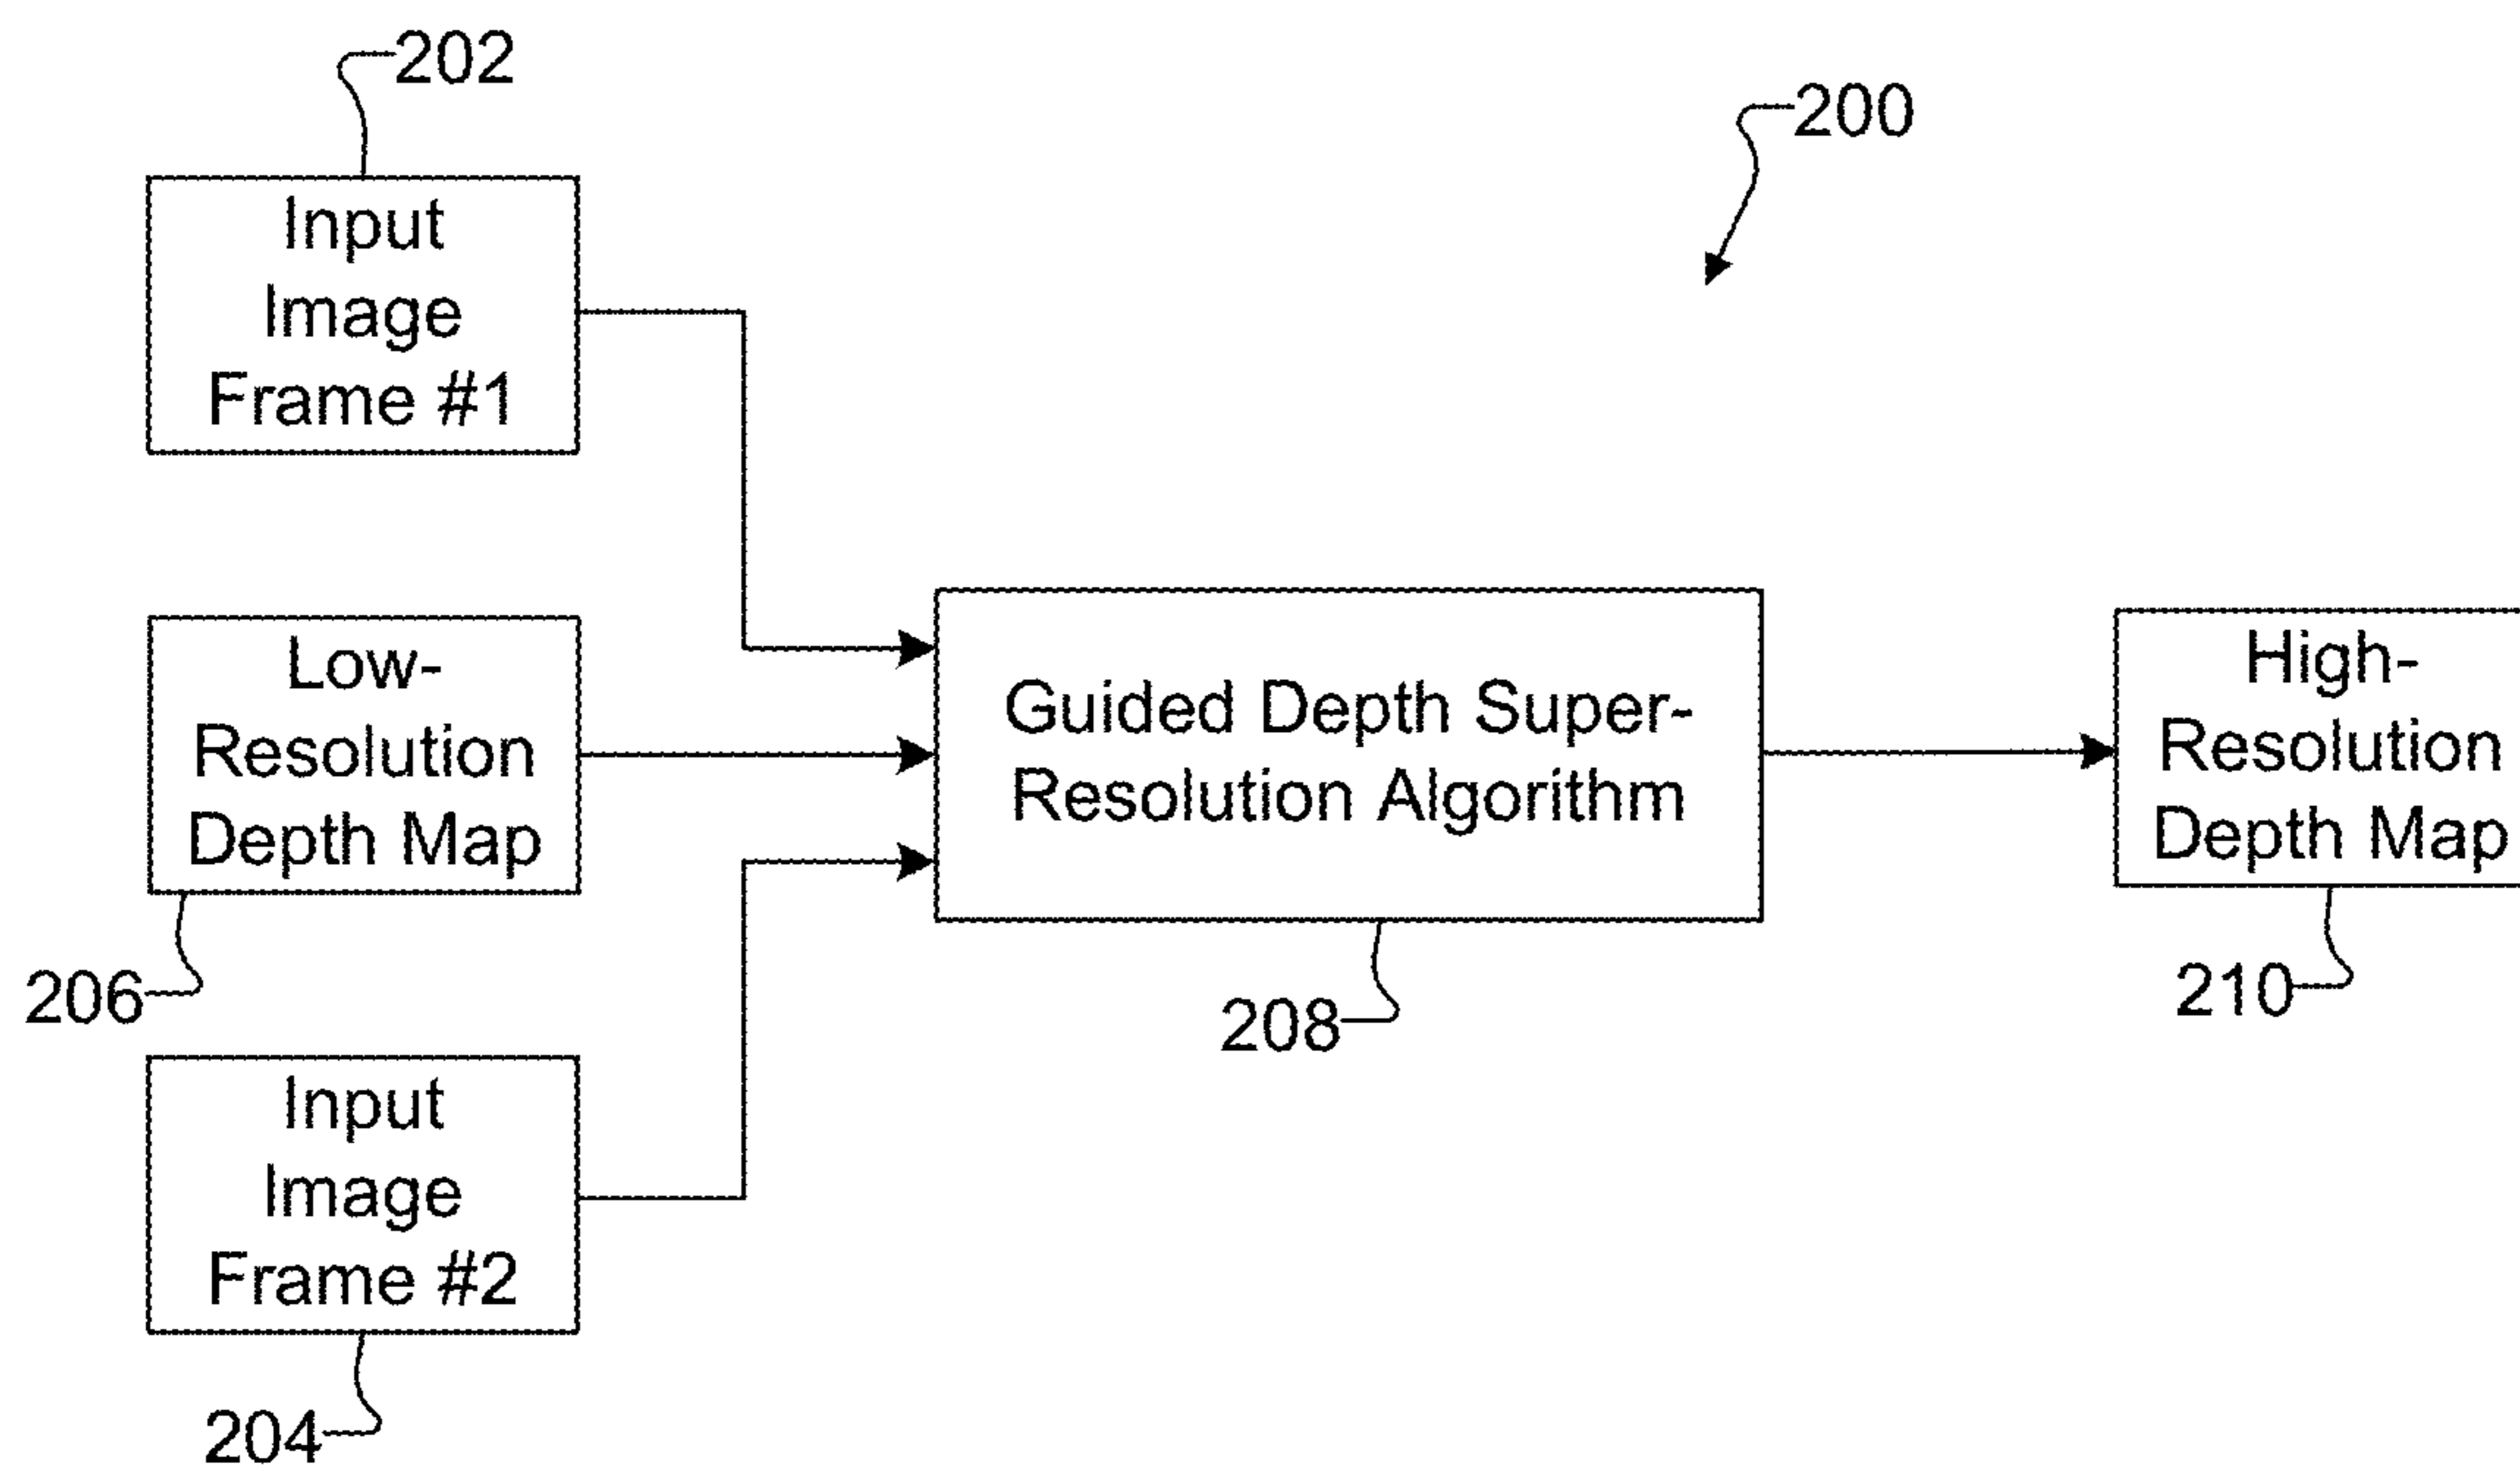 202
200
Input
Image
Frame #1
Low-
Resolution
Depth Map
206
Guided Depth Super-
Resolution Algorithm
208
High-
Resolution
Depth Map
210
Input
Image
Frame #2
204